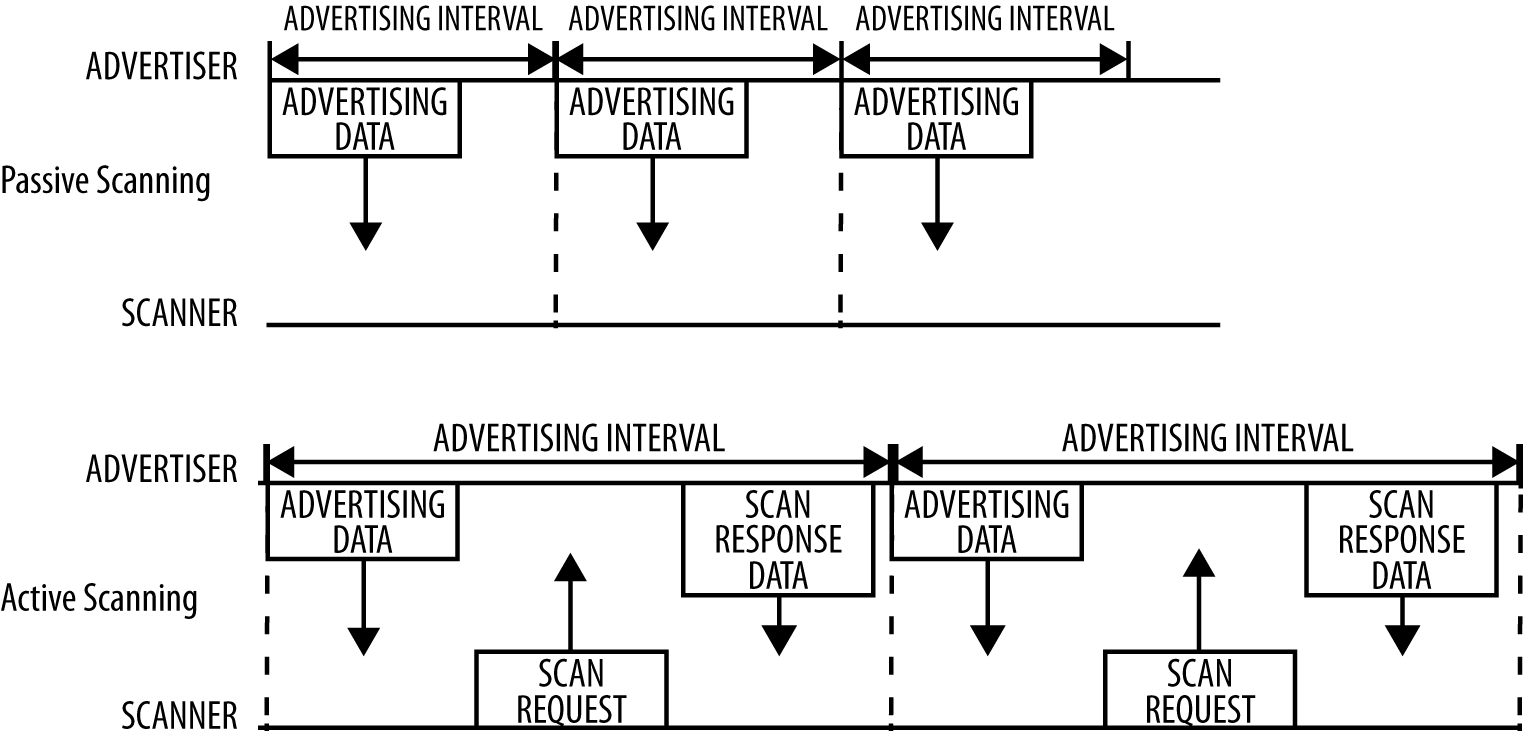 ADVERTISING INTERVAL ADVERTISING INTERVAL ADVERTISING INTERVAL
ADVERTISER
ADVERTISING DATA
ADVERTISING DATA
ADVERTISING DATA
Passive Scanning
SCANNER
ADVERTISING INTERVAL ADVERTISING INTERVAL
ADVERTISER
ADVERTISING
DATA
SCAN
RESPONSE
DATA
ADVERTISING
DATA
SCAN
RESPONSE
DATA
Active Scanning
SCAN
REQUEST
SCAN
REQUEST
SCANNER